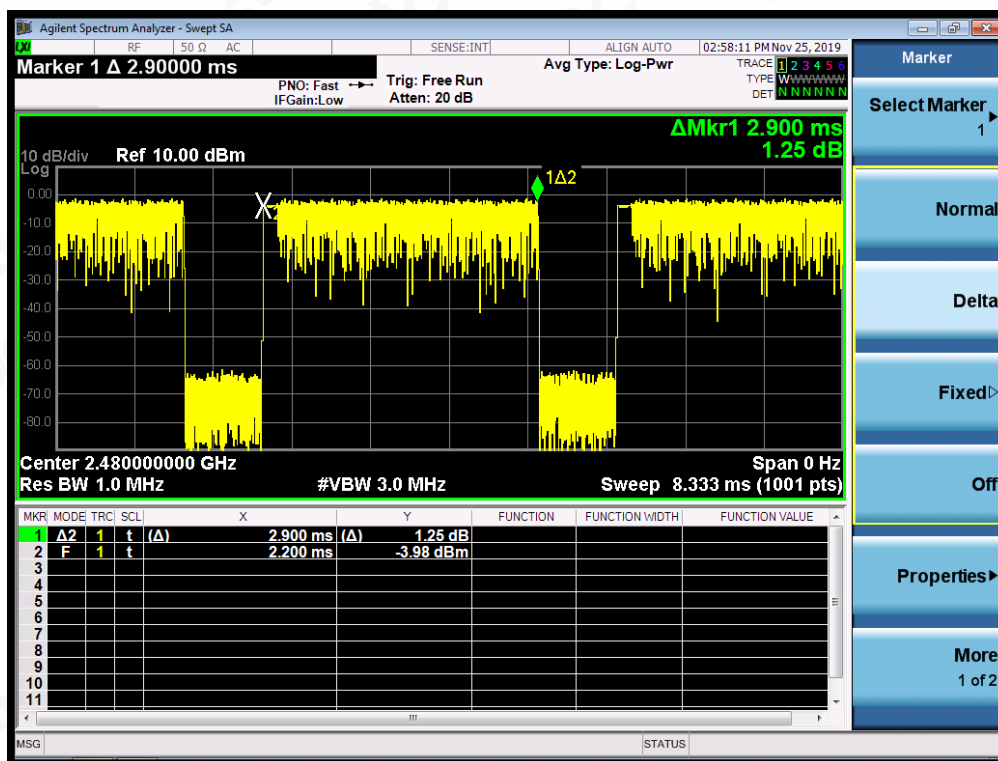 Agilent Spectrum Analyzer - Swept SA
LXI RF 50 Ω AC SENSE:INT ALIGN AUTO 02:58:11 PM Nov 25, 2019
Marker 1 Δ 2.90000 ms
PNO: Fast
IFGain:Low
Trig: Free Run
Atten: 20 dB
Avg Type: Log-Pwr
TRACE 1 2 3 4 5 6
TYPE WWWWWW
DET N N N N N N
ΔMkr1 2.900 ms
1.25 dB
10 dB/div Ref 10.00 dBm
Log
1Δ2
0.00
-10.0
-20.0
-30.0
-40.0
-50.0
-60.0
-70.0
-80.0
Center 2.480000000 GHz Span 0 Hz
Res BW 1.0 MHz #VBW 3.0 MHz Sweep 8.333 ms (1001 pts)
MKR MODE TRC SCL X Y FUNCTION FUNCTION WIDTH FUNCTION VALUE
1 Δ2 1 t (Δ) 2.900 ms (Δ) 1.25 dB
2 F 1 t 2.200 ms -3.98 dBm
3
4
5
6
7
8
9
10
11
MSG STATUS
Marker
Select Marker
1
Normal
Delta
Fixed
Off
Properties
More
1 of 2